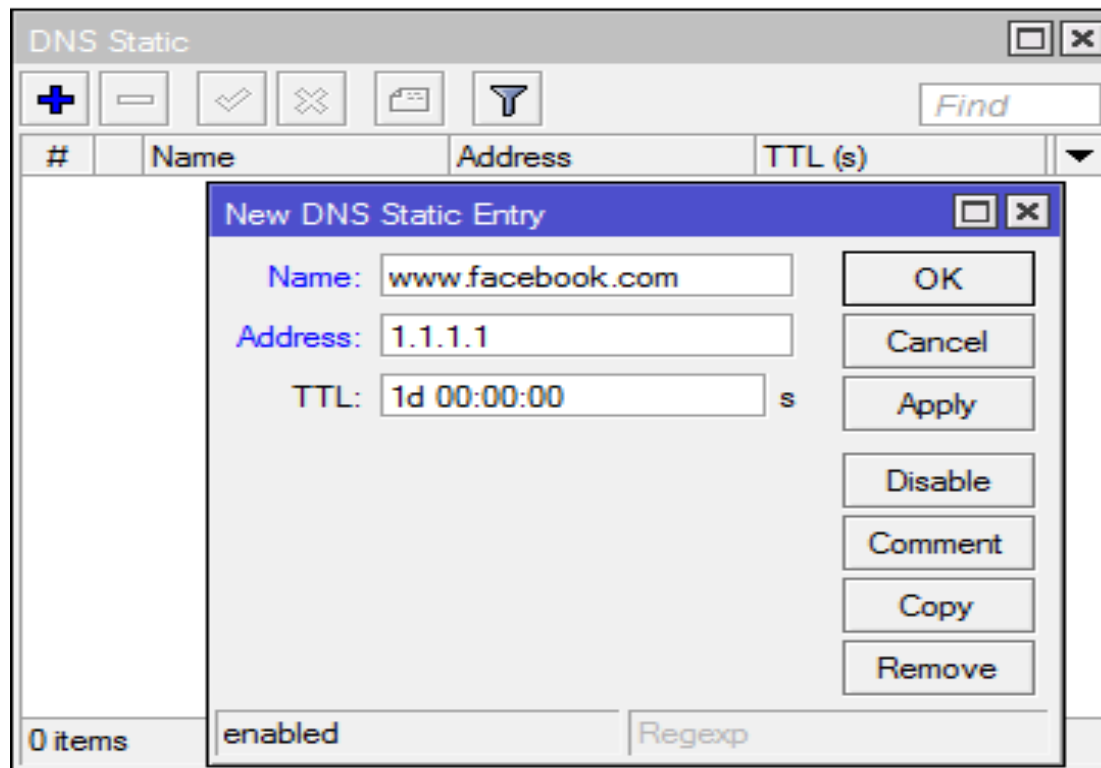 DNS Static
Find
# Name Address TTL (s)
New DNS Static Entry
Name: www.facebook.com OK
Address: 1.1.1.1 Cancel
TTL: 1d 00:00:00 s Apply
Disable
Comment
Copy
Remove
0 items enabled Regexp